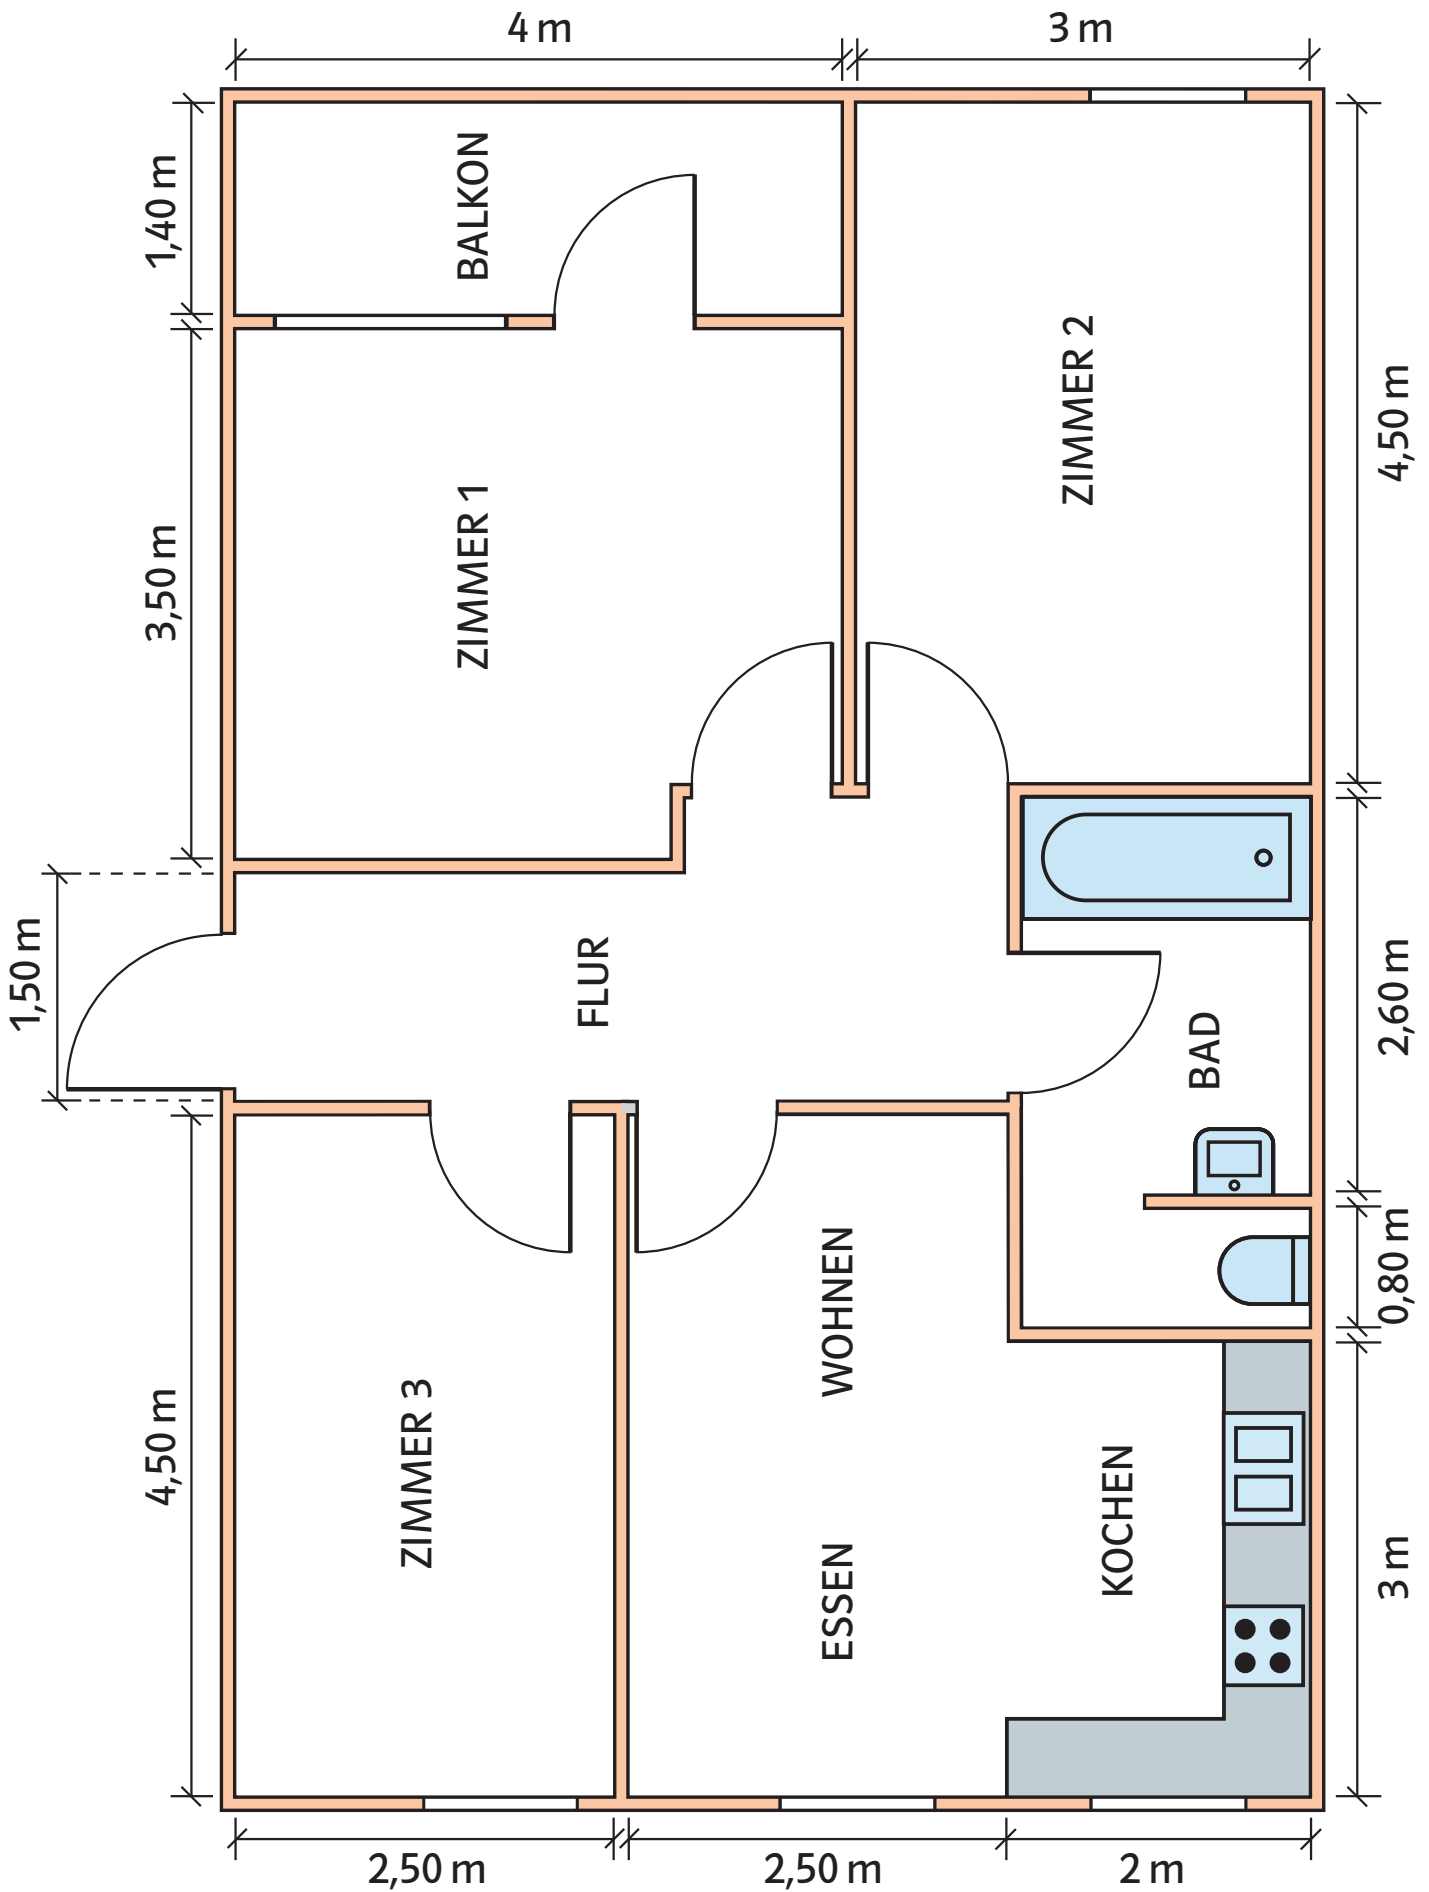 4 m
3 m
1,40 m
BALKON
ZIMMER 2
4,50 m
3,50 m
ZIMMER 1
1,50 m
FLUR
BAD
2,60 m
0,80 m
4,50 m
ZIMMER 3
WOHNEN
ESSEN
KOCHEN
3 m
2,50 m
2,50 m
2 m